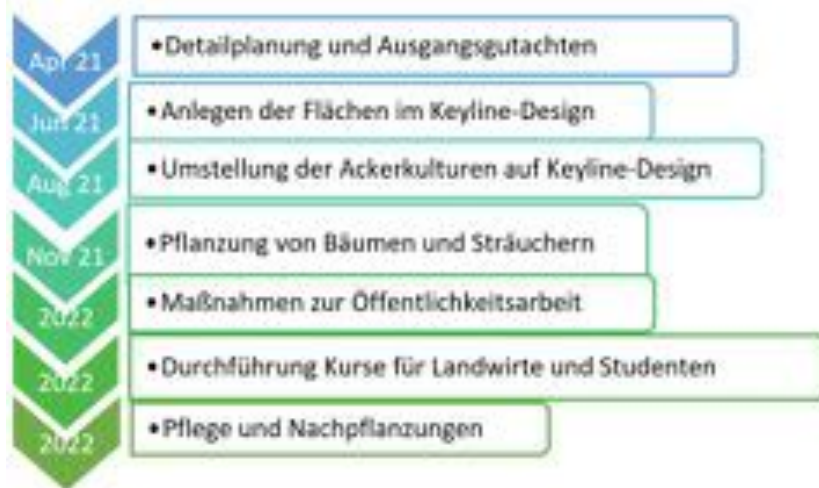 Apr 21
•Detailplanung und Ausgangsgutachten
Jun 21
•Anlegen der Flächen im Keyline-Design
Aug 21
•Umstellung der Ackerkulturen auf Keyline-Design
Nov 21
•Pflanzung von Bäumen und Sträuchern
2022
•Maßnahmen zur Öffentlichkeitsarbeit
2022
•Durchführung Kurse für Landwirte und Studenten
2022
•Pflege und Nachpflanzungen